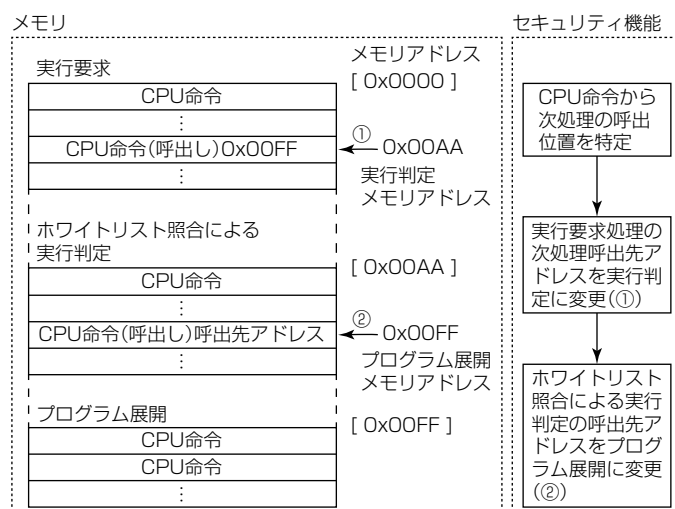 メモリ
実行要求
メモリアドレス
[ 0x0000 ]
CPU命令
⋮
CPU命令(呼出し)0x00FF
① 0x00AA
⋮
実行判定
メモリアドレス
ホワイトリスト照合による
実行判定
[ 0x00AA ]
CPU命令
⋮
CPU命令(呼出し)呼出先アドレス
② 0x00FF
⋮
プログラム展開
メモリアドレス
プログラム展開
[ 0x00FF ]
CPU命令
CPU命令
⋮
セキュリティ機能
CPU命令から
次処理の呼出
位置を特定
実行要求処理の
次処理呼出先ア
ドレスを実行判
定に変更(①)
ホワイトリスト
照合による実行
判定の呼出先ア
ドレスをプログ
ラム展開に変更
(②)